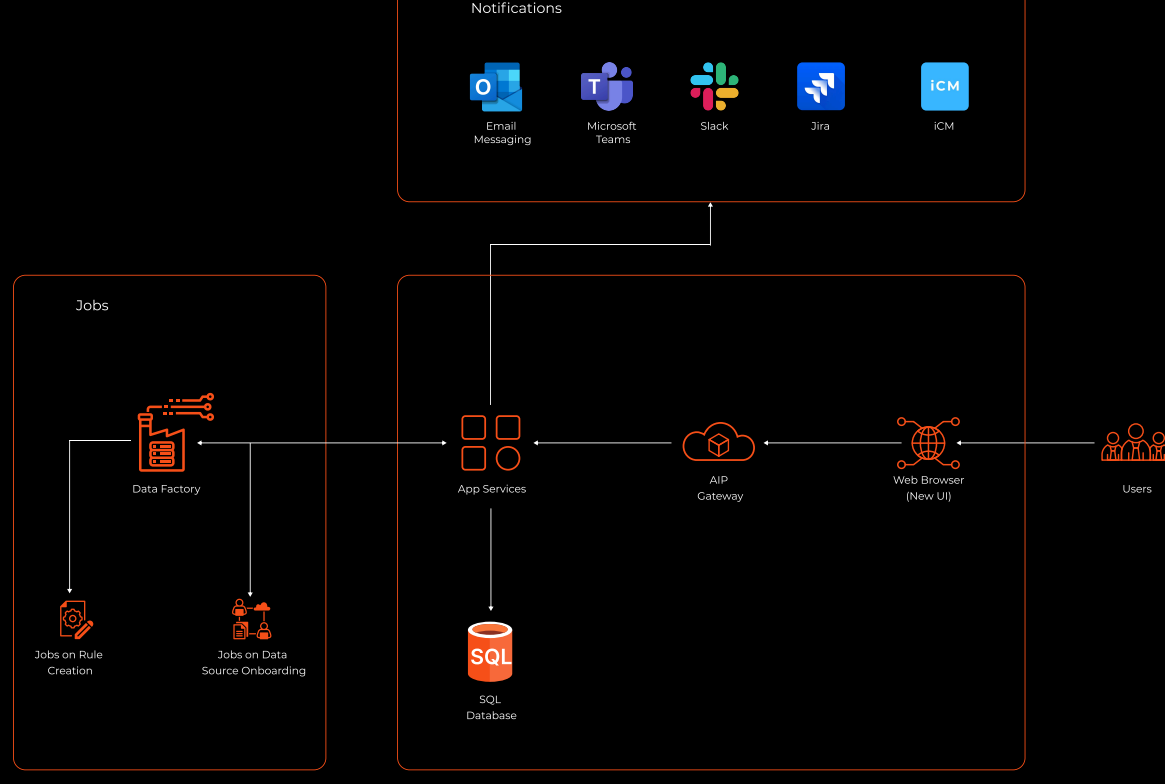 Notifications
O
T
iCM
Email
Messaging
Microsoft
Teams
Slack
Jira
iCM
Jobs
Data Factory
App Services
AIP
Gateway
Web Browser
(New UI)
Users
Jobs on Rule
Creation
Jobs on Data
Source Onboarding
SQL
SQL
Database